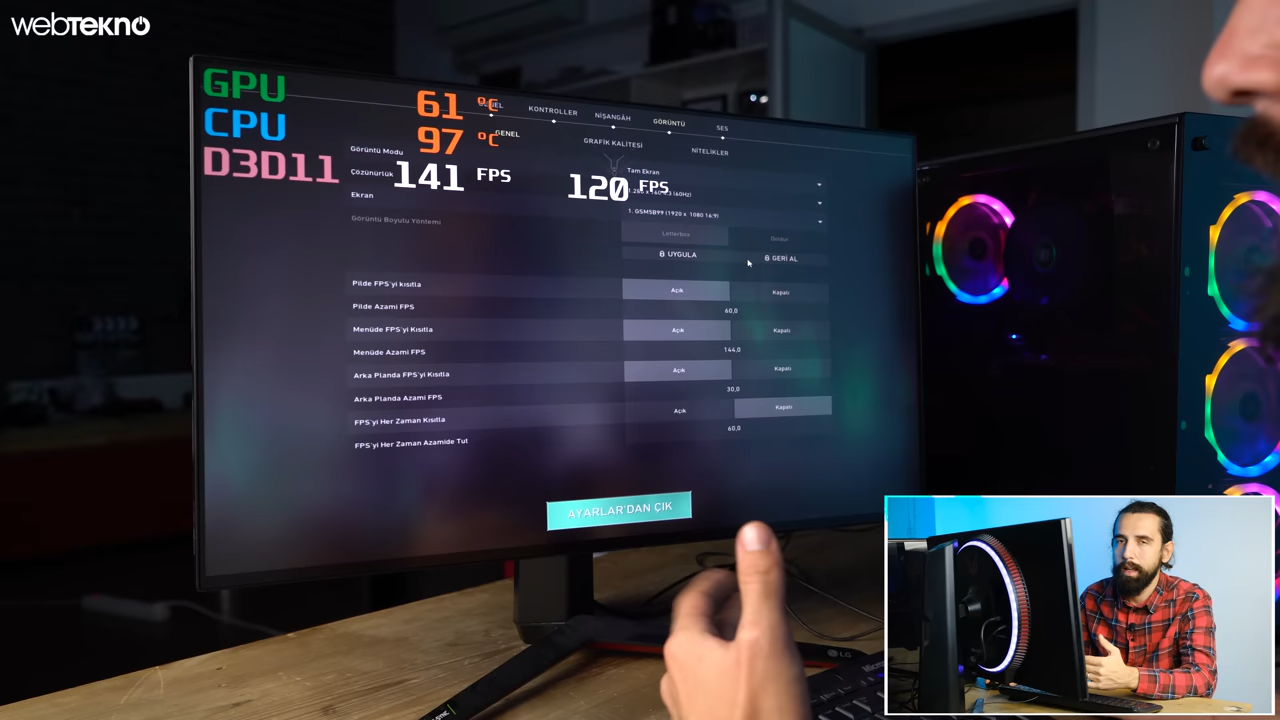 webTEKNO
GPU 61 °C
CPU 97 °C
D3D11 141 FPS 120 FPS
KONTROLLER NİŞANGÂH GÖRÜNTÜ SES
GENEL GRAFİK KALİTESİ NİTELİKLER
Görüntü Modu Tam Ekran
Çözünürlük
Ekran 1. GSM5B99 (1920 x 1080 16:9)
Görüntü Boyutu Yöntemi Letterbox Doldur
UYGULA GERİ AL
Pilde FPS'yi kısıtla Açık Kapalı
Pilde Azami FPS 60,0
Menüde FPS'yi Kısıtla Açık Kapalı
Menüde Azami FPS 144,0
Arka Planda FPS'yi Kısıtla Açık Kapalı
Arka Planda Azami FPS 30,0
FPS'yi Her Zaman Kısıtla Açık Kapalı
FPS'yi Her Zaman Azamide Tut 60,0
AYARLAR'DAN ÇIK
LG